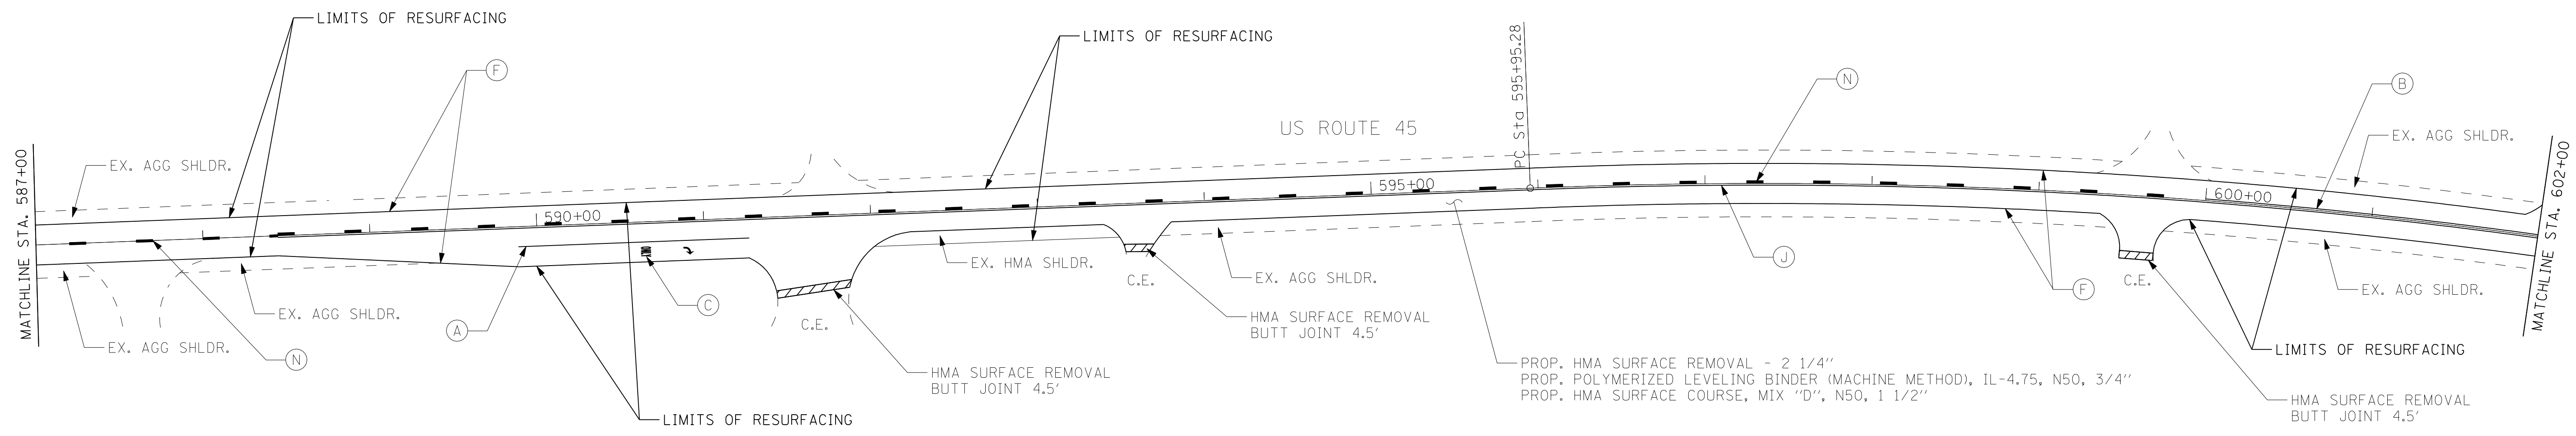 LIMITS OF RESURFACING
LIMITS OF RESURFACING
F
PC Sta 595+95.28
N
B
US ROUTE 45
EX. AGG SHLDR.
EX. AGG SHLDR.
MATCHLINE STA. 587+00
MATCHLINE STA. 602+00
590+00
595+00
600+00
EX. HMA SHLDR.
C.E.
EX. AGG SHLDR.
J
C.E.
F
EX. AGG SHLDR.
EX. AGG SHLDR.
A
C
C.E.
HMA SURFACE REMOVAL
BUTT JOINT 4.5'
EX. AGG SHLDR.
N
HMA SURFACE REMOVAL
BUTT JOINT 4.5'
LIMITS OF RESURFACING
PROP. HMA SURFACE REMOVAL - 2 1/4"
PROP. POLYMERIZED LEVELING BINDER (MACHINE METHOD), IL-4.75, N50, 3/4"
PROP. HMA SURFACE COURSE, MIX "D", N50, 1 1/2"
LIMITS OF RESURFACING
HMA SURFACE REMOVAL
BUTT JOINT 4.5'